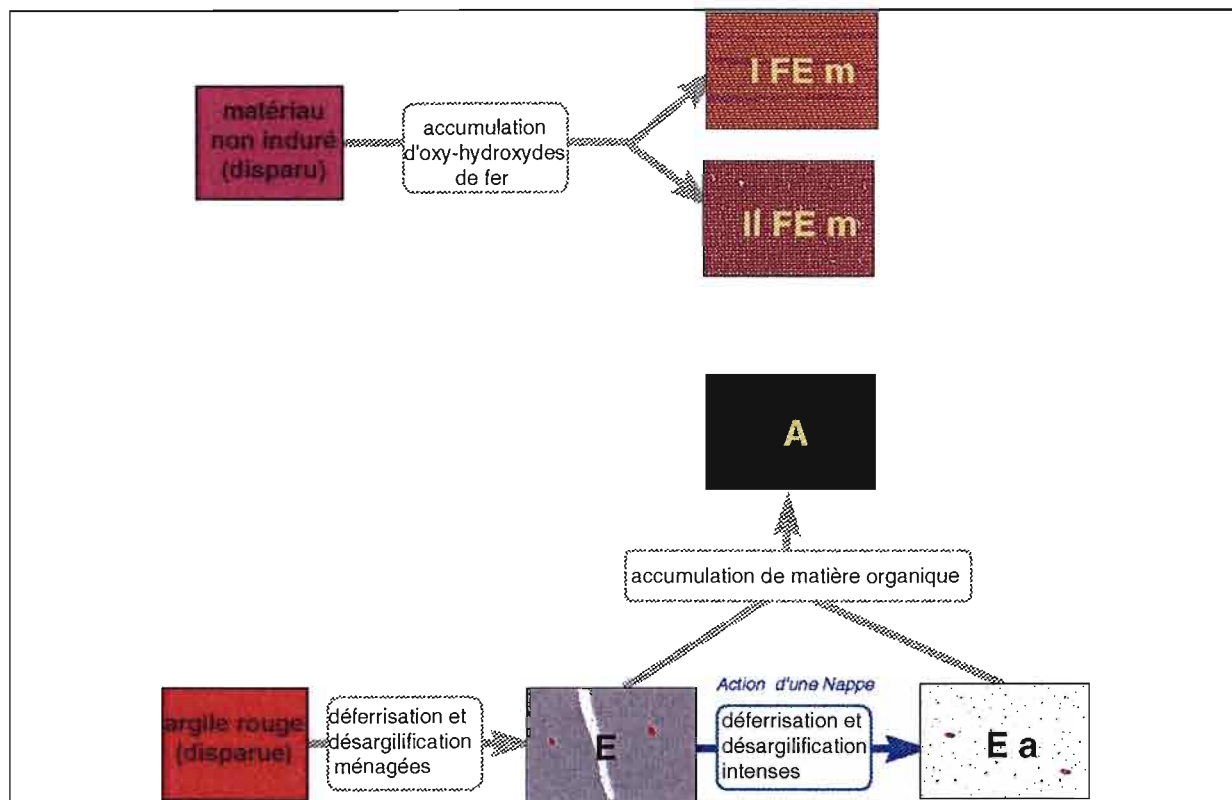 matériau
non induré
(disparu)
accumulation
d'oxy-hydroxydes
de fer
I FE m
II FE m
A
accumulation de matière organique
argile rouge
(disparue)
déferrisation et
désargilification
ménagées
E
Action d'une Nappe
déferrisation et
désargilification
intenses
E a